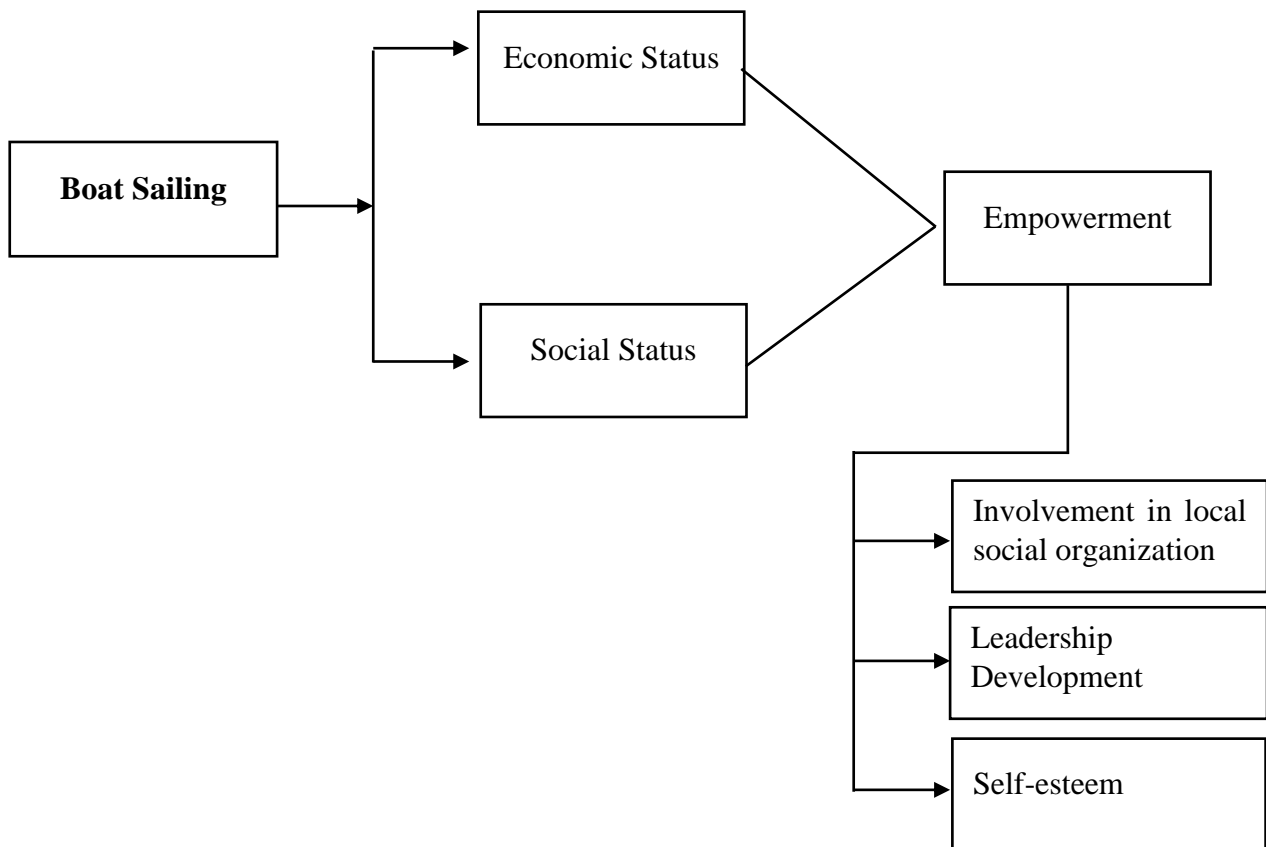 Economic Status
Boat Sailing
Empowerment
Social Status
Involvement in local
social organization
Leadership
Development
Self-esteem